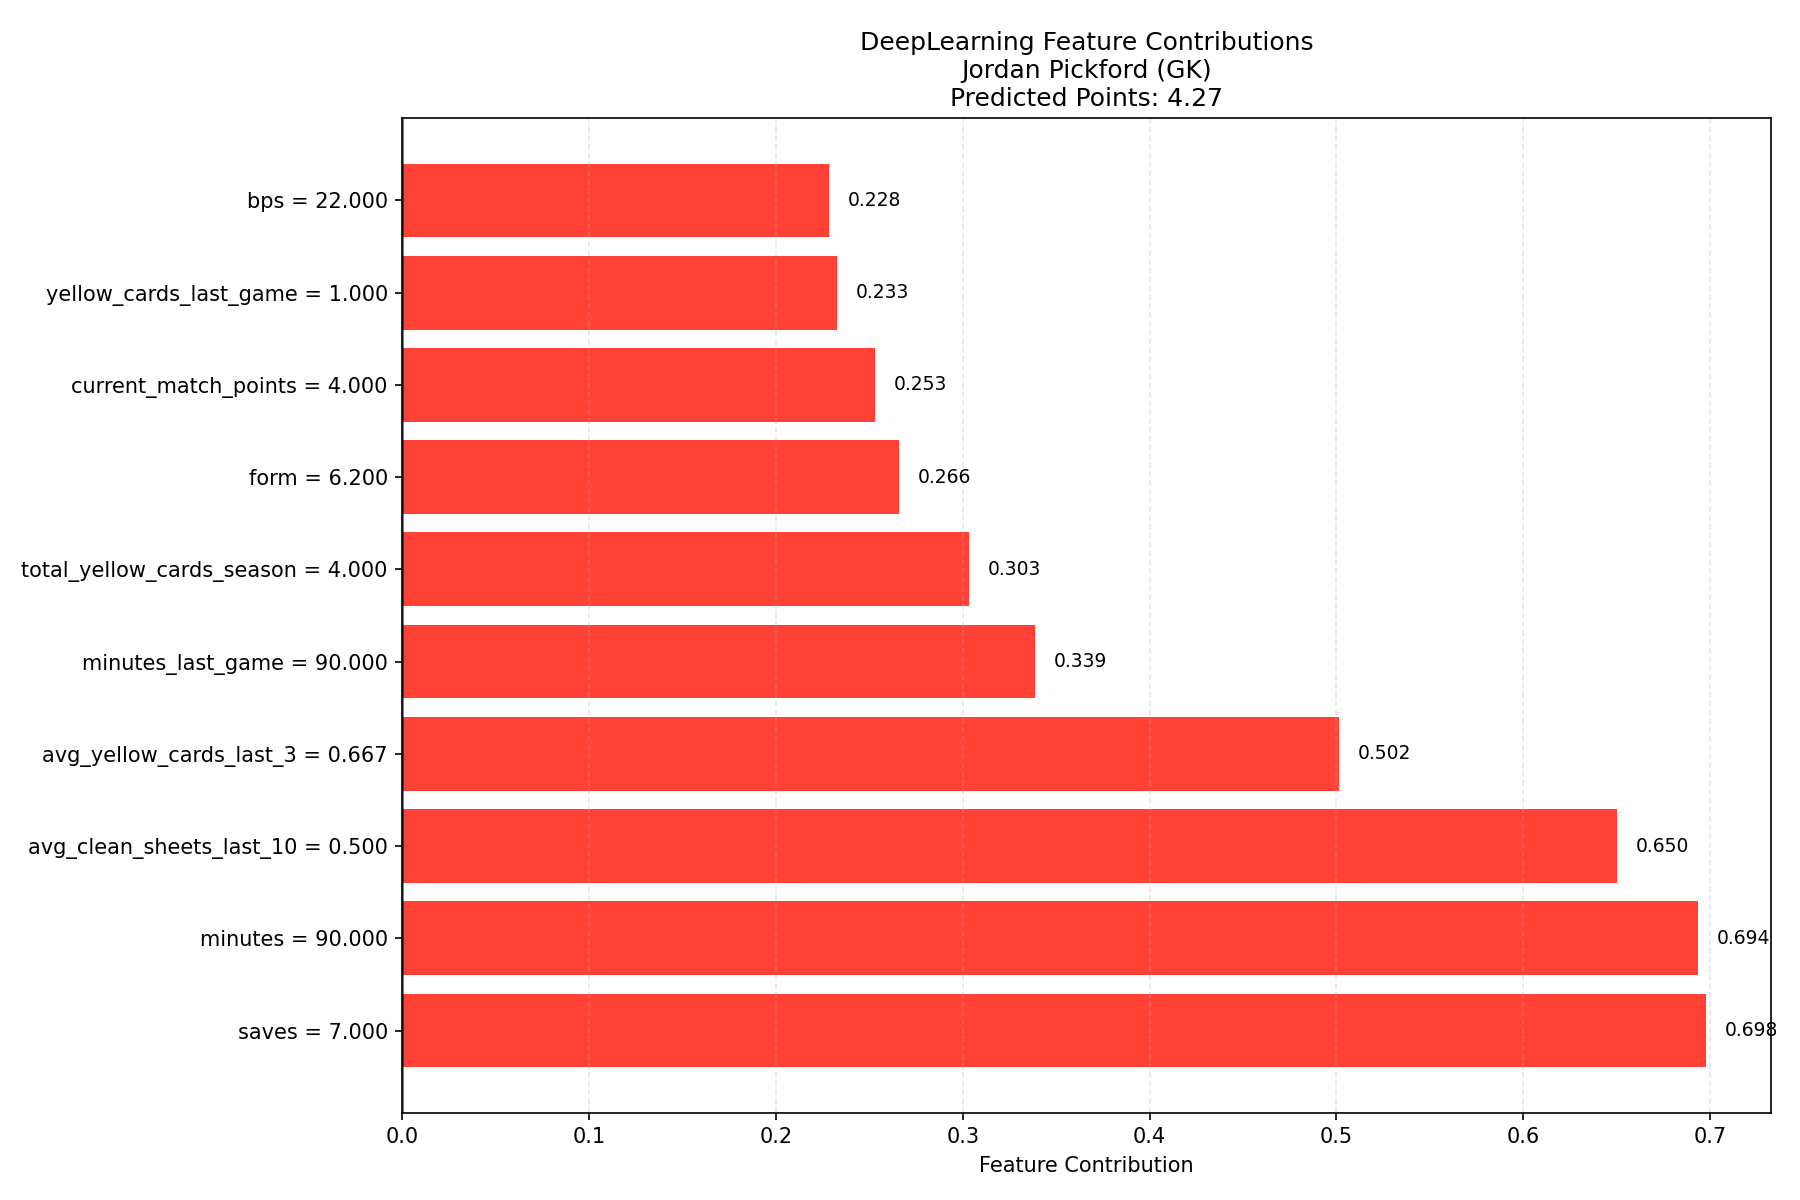 DeepLearning Feature Contributions
Jordan Pickford (GK)
Predicted Points: 4.27
bps = 22.000 0.228
yellow_cards_last_game = 1.000 0.233
current_match_points = 4.000 0.253
form = 6.200 0.266
total_yellow_cards_season = 4.000 0.303
minutes_last_game = 90.000 0.339
avg_yellow_cards_last_3 = 0.667 0.502
avg_clean_sheets_last_10 = 0.500 0.650
minutes = 90.000 0.694
saves = 7.000 0.698
0.0 0.1 0.2 0.3 0.4 0.5 0.6 0.7
Feature Contribution